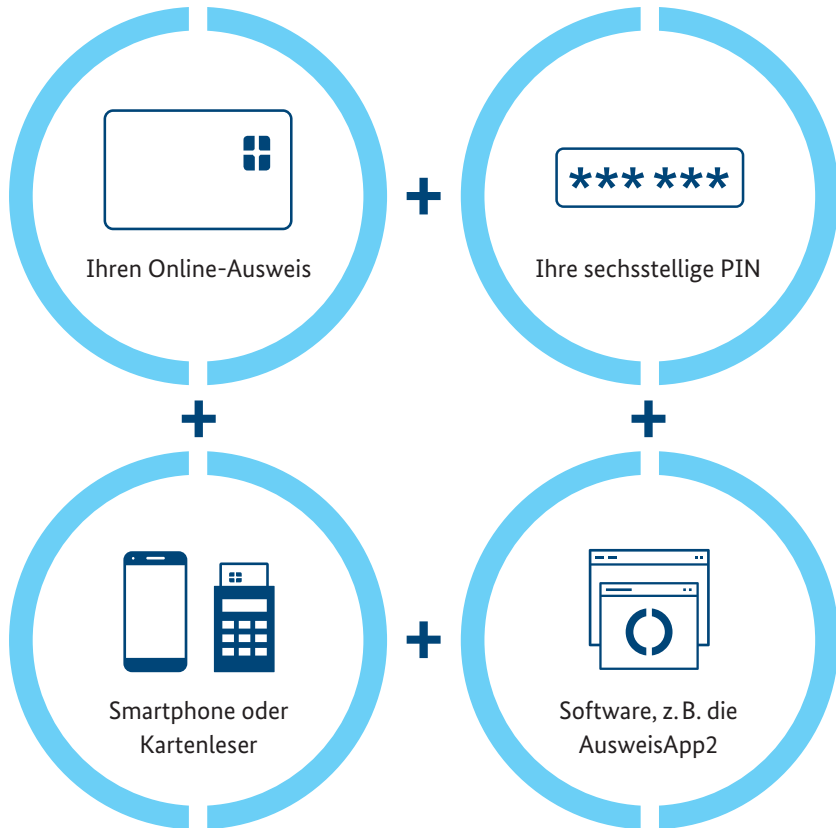 *** ***
Ihren Online-Ausweis
Ihre sechsstellige PIN
Smartphone oder
Kartenleser
Software, z. B. die
AusweisApp2